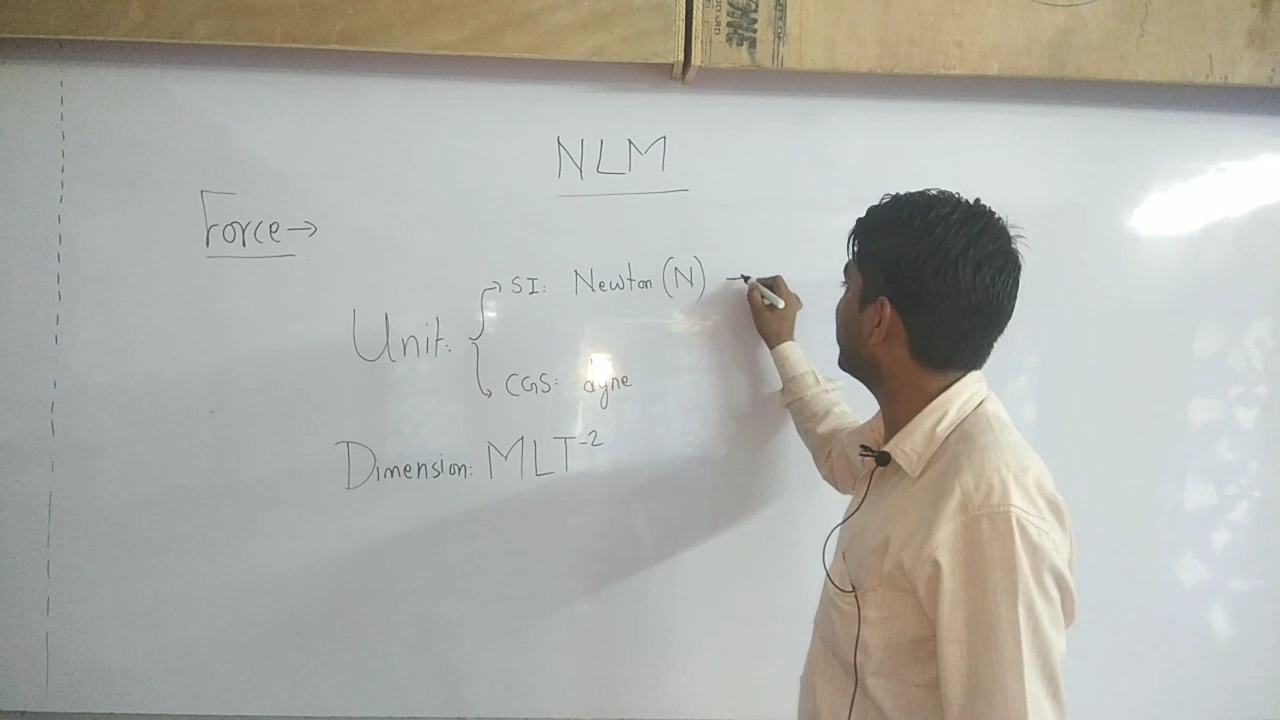 NLM
Force →
Unit: SI: Newton (N) →
CGS: dyne
Dimension: MLT⁻²